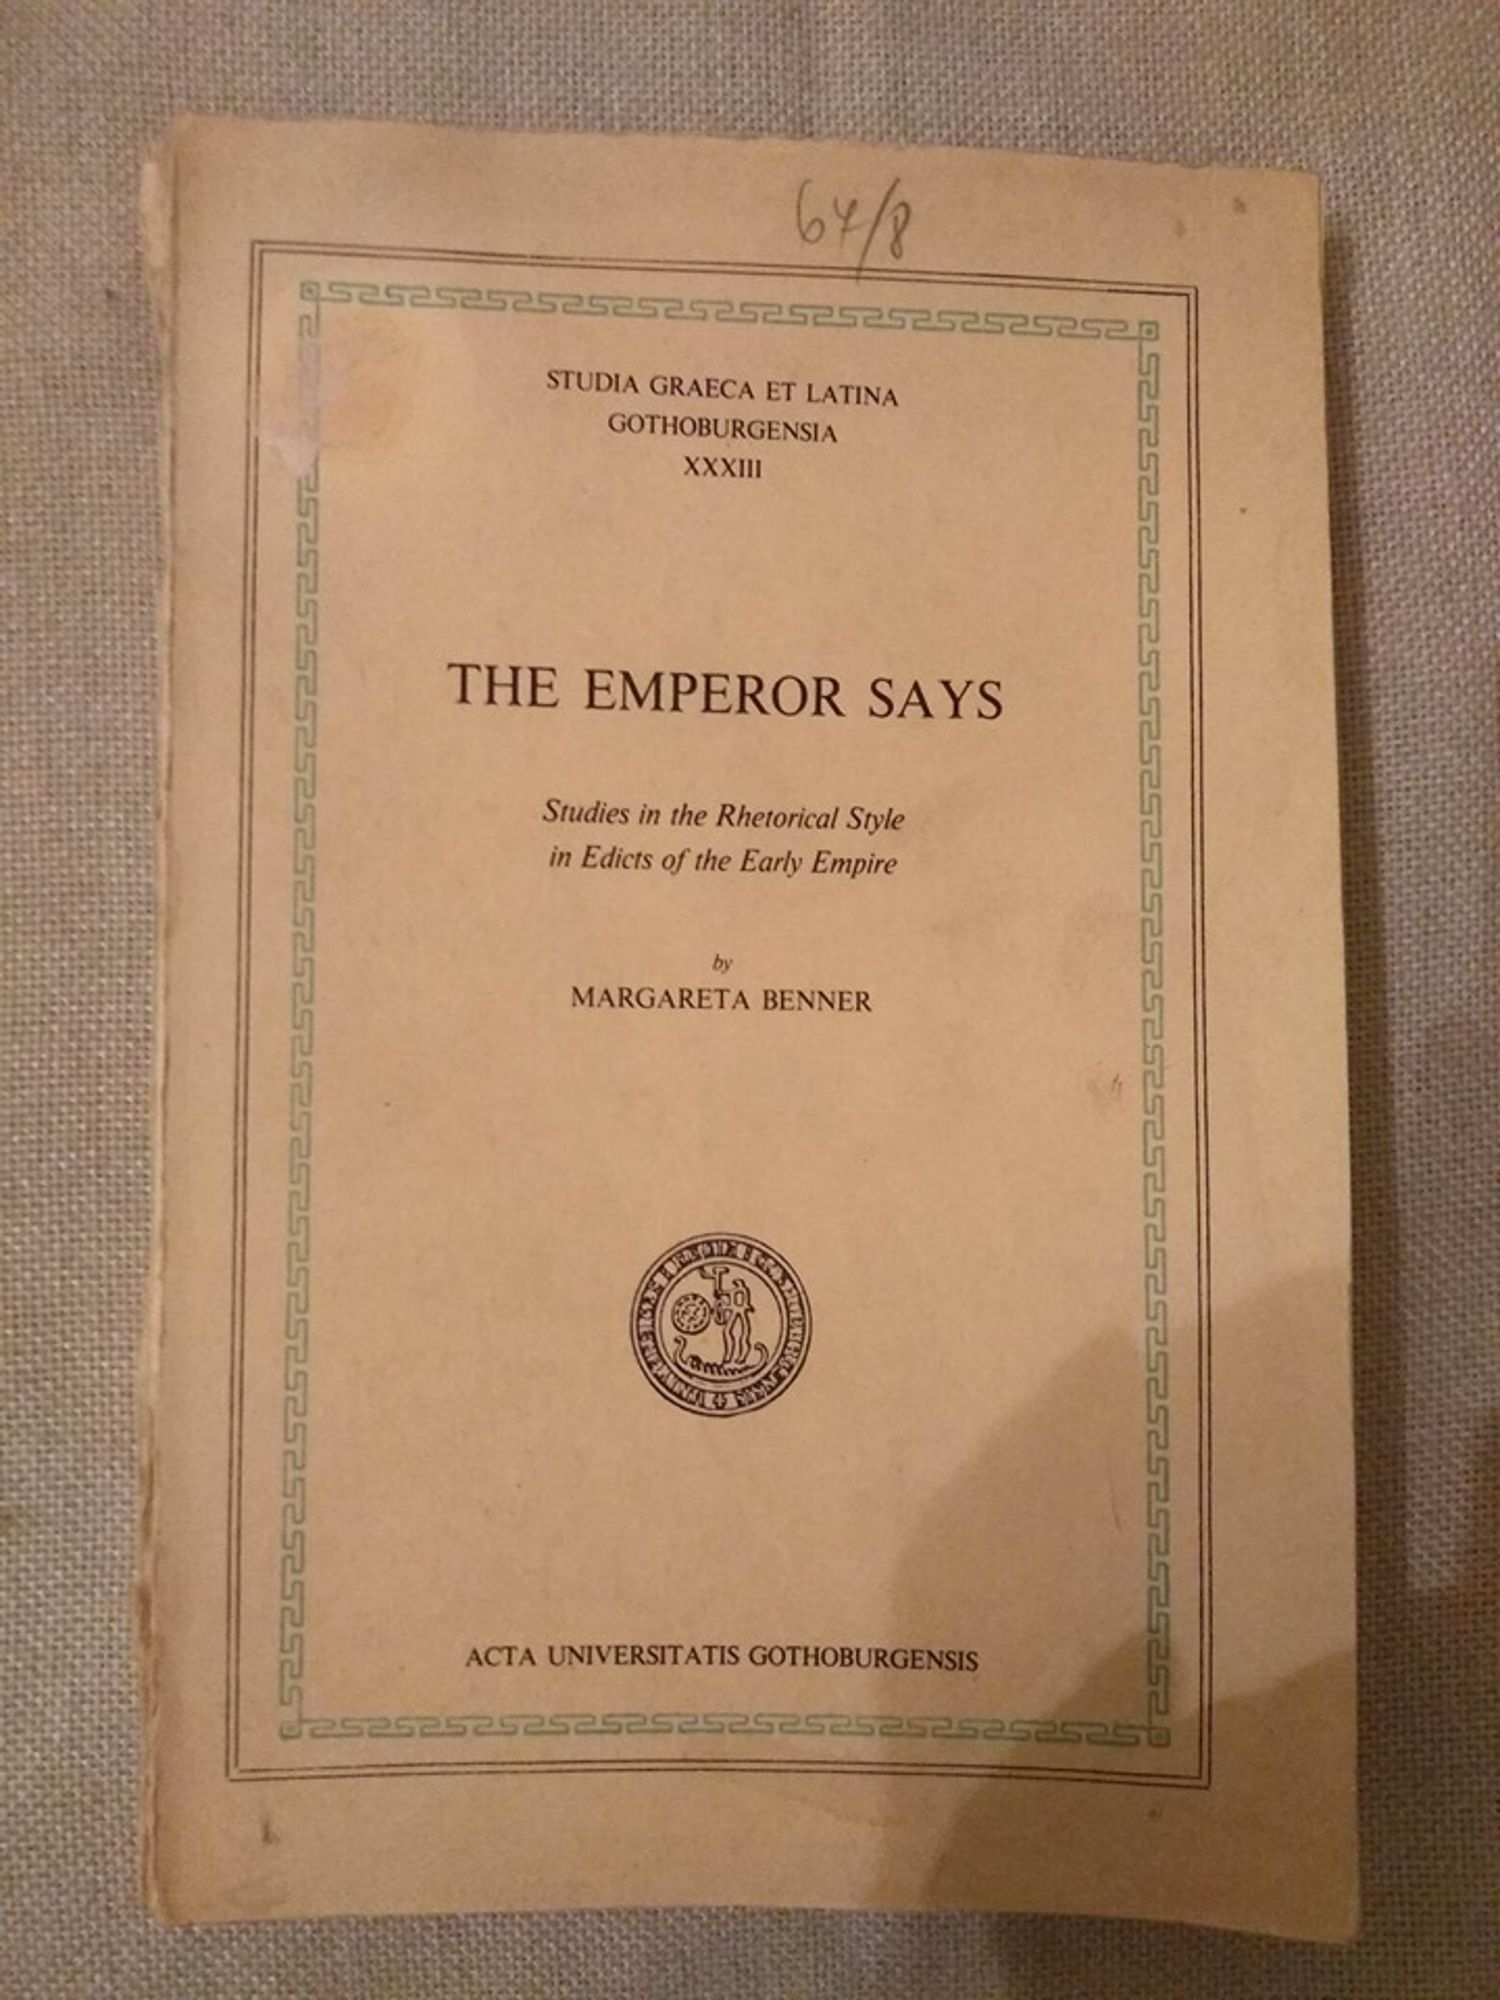 67/8
STUDIA GRAECA ET LATINA
GOTHOBURGENSIA
XXXIII
THE EMPEROR SAYS
Studies in the Rhetorical Style
in Edicts of the Early Empire
by
MARGARETA BENNER
ACTA UNIVERSITATIS GOTHOBURGENSIS